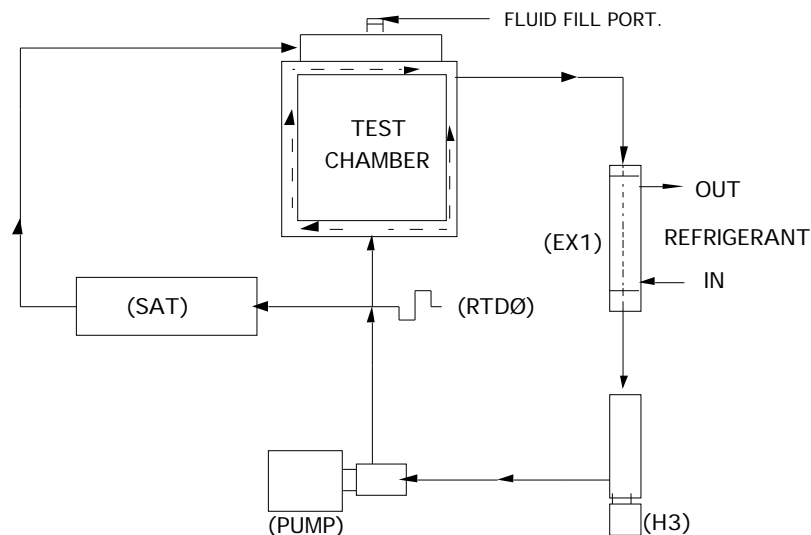 FLUID FILL PORT.
TEST
CHAMBER
OUT
(EX1)
REFRIGERANT
IN
(SAT)
(RTDØ)
(PUMP)
(H3)